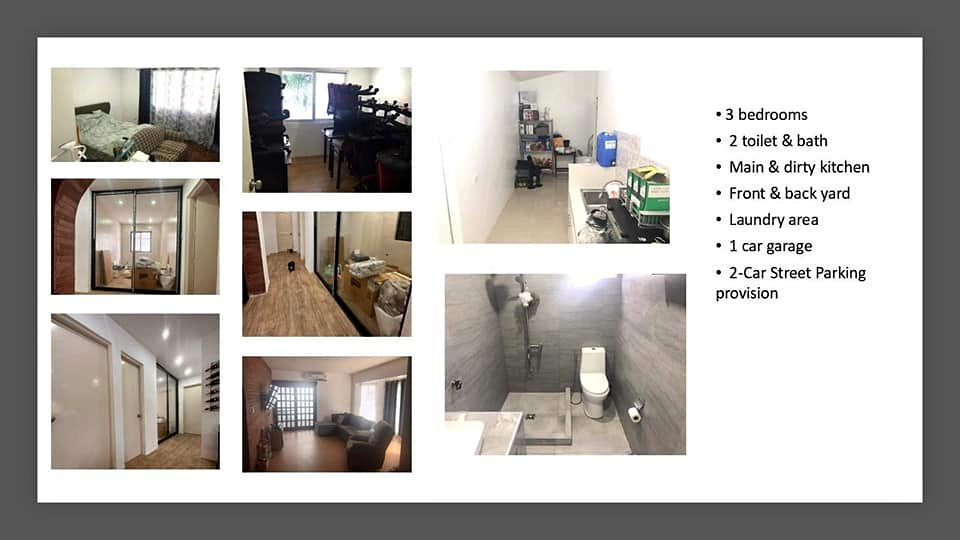 • 3 bedrooms
• 2 toilet & bath
• Main & dirty kitchen
• Front & back yard
• Laundry area
• 1 car garage
• 2-Car Street Parking
provision